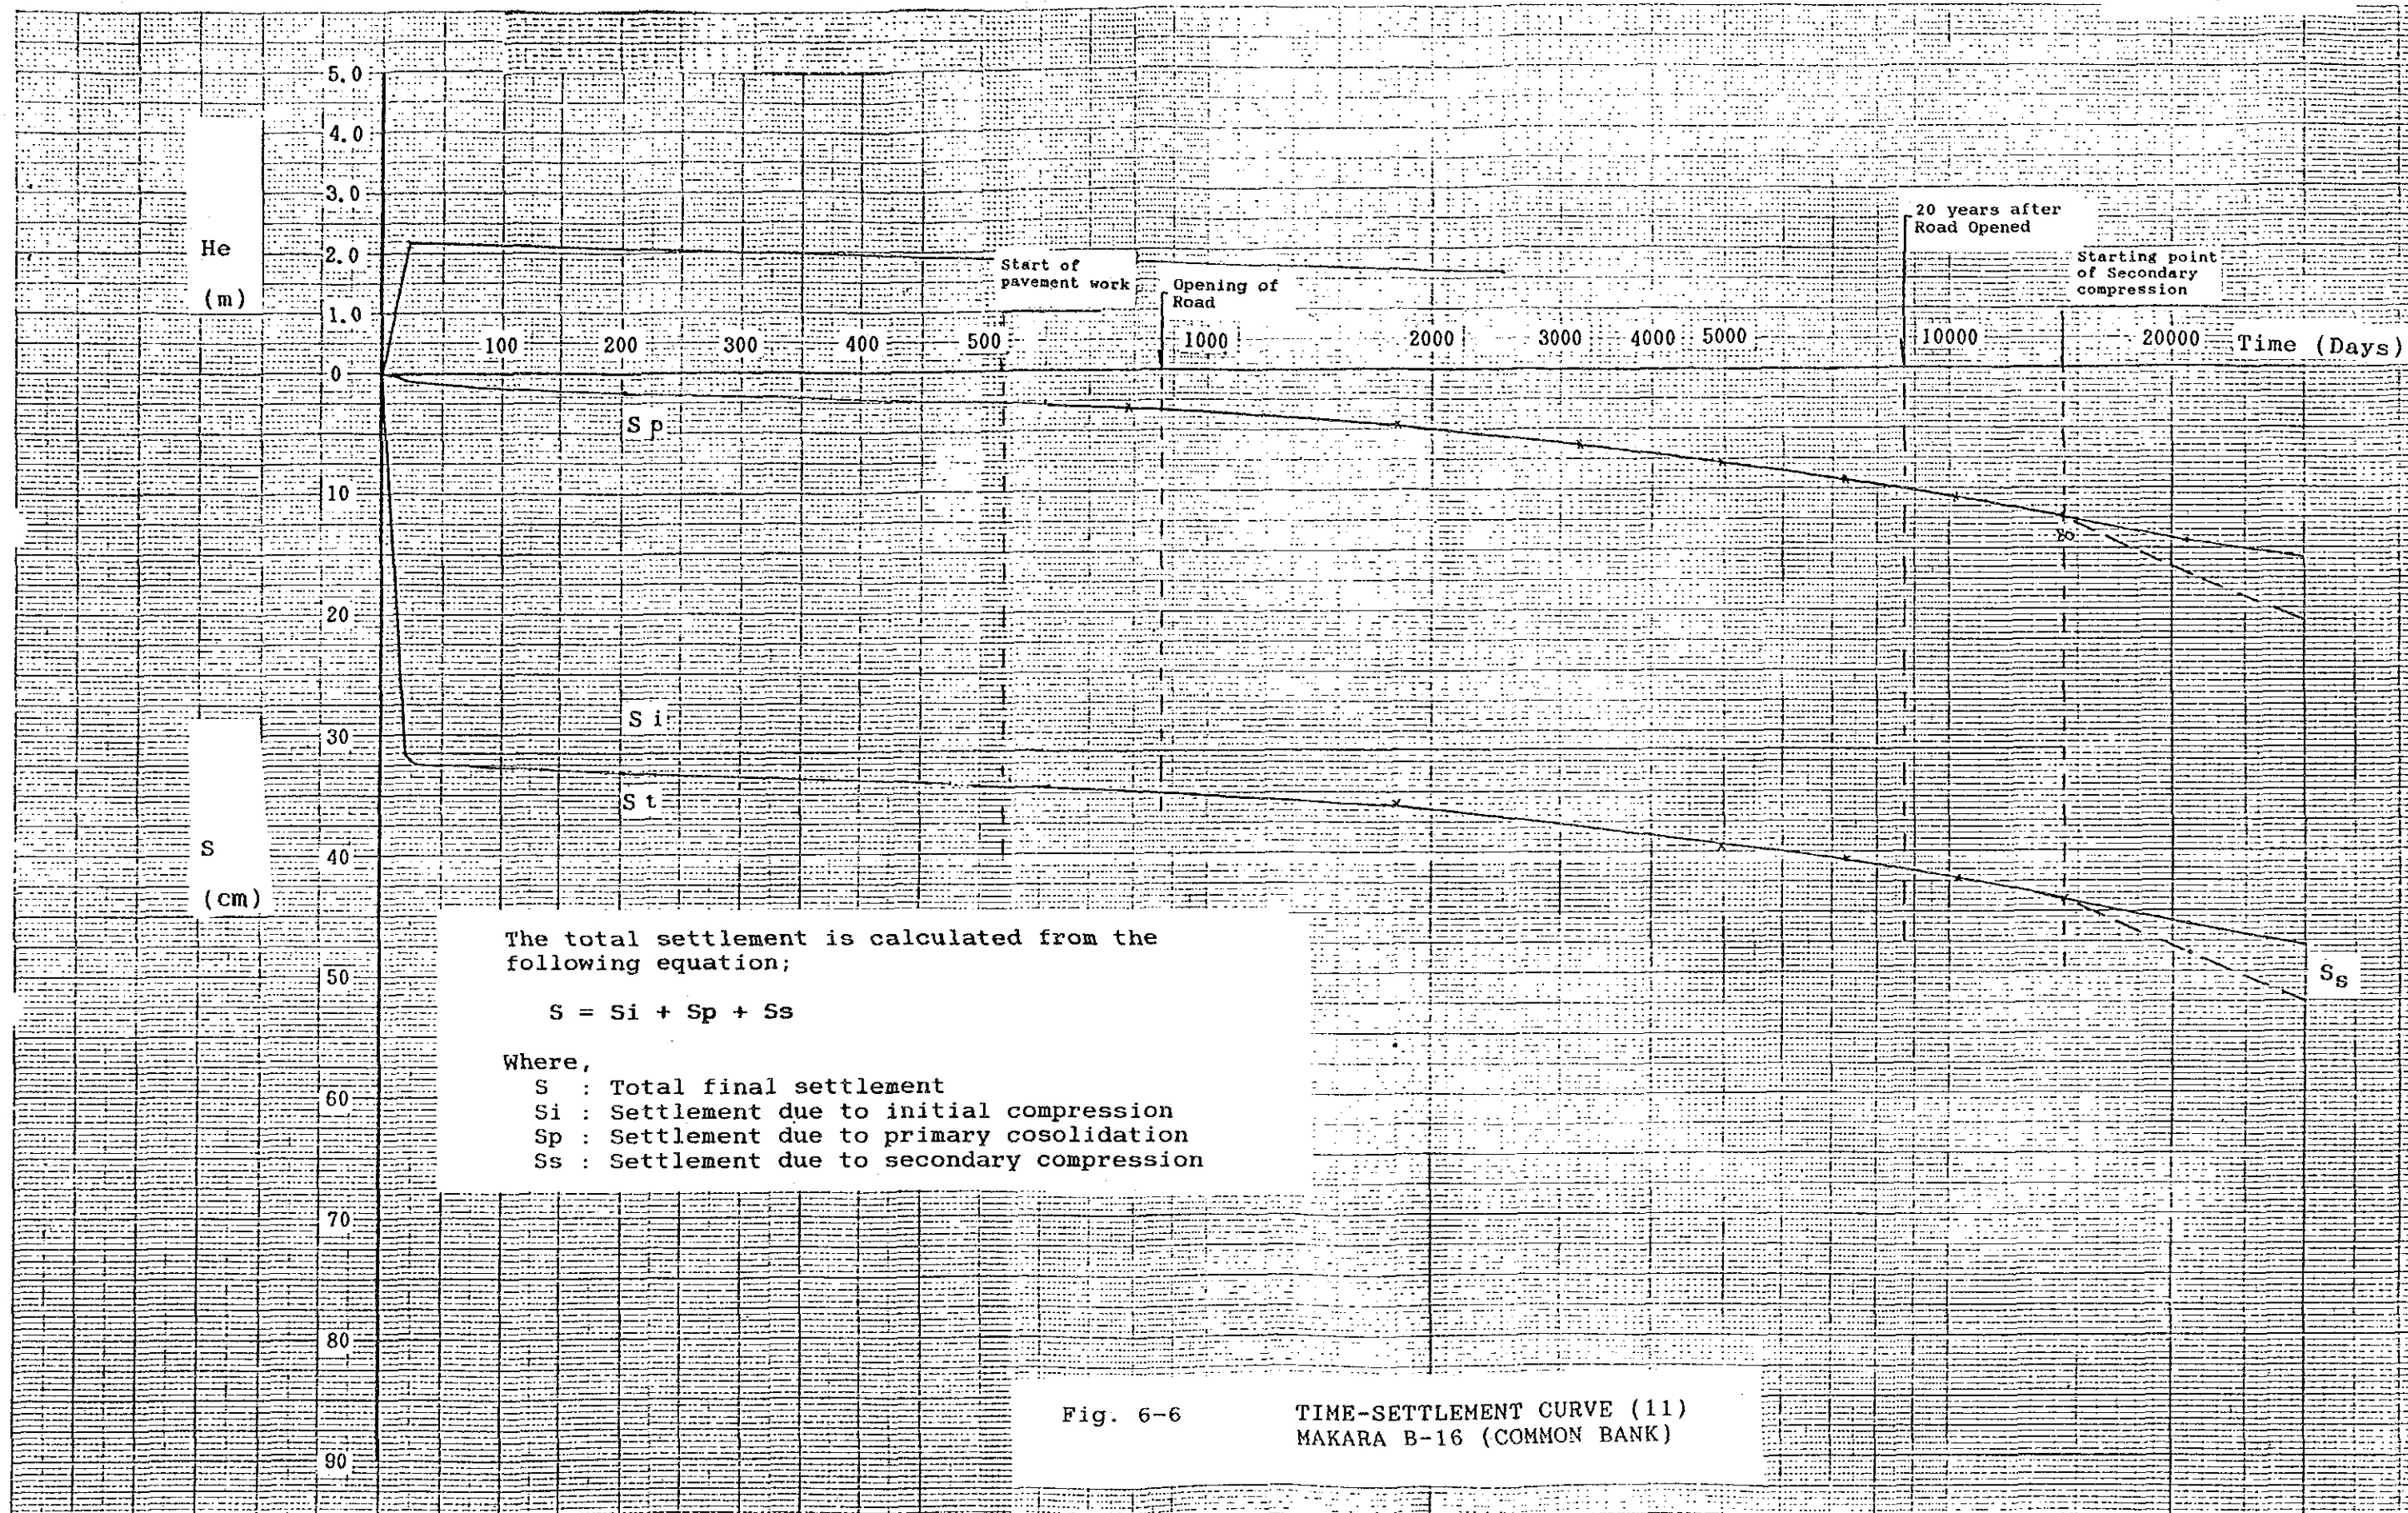 5.0
4.0
3.0
He
2.0
(m)
1.0
0
10
20
30
40
50
60
70
80
90
S
(cm)
100 200 300 400 500 1000 2000 3000 4000 5000 10000 20000 Time (Days)
Start of
pavement work
Opening of
Road
20 years after
Road Opened
Starting point
of Secondary
compression
Sp
Si
St
Ss
The total settlement is calculated from the
following equation;
S = Si + Sp + Ss
Where,
S : Total final settlement
Si : Settlement due to initial compression
Sp : Settlement due to primary cosolidation
Ss : Settlement due to secondary compression
Fig. 6-6 TIME-SETTLEMENT CURVE (11)
MAKARA B-16 (COMMON BANK)